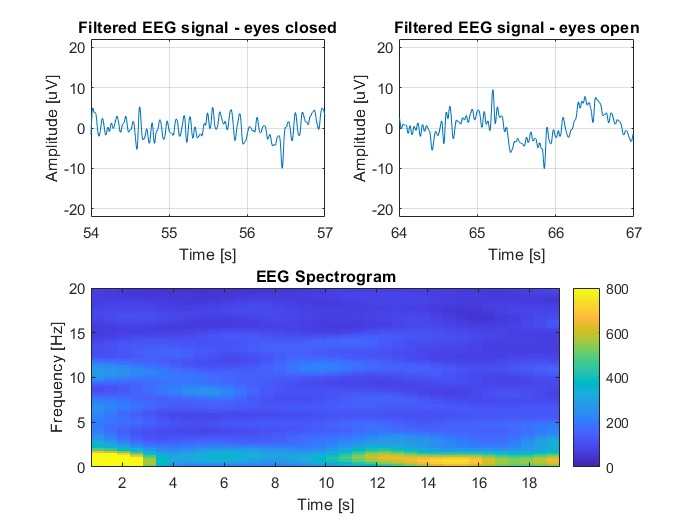 Filtered EEG signal - eyes closed
20
10
0
-10
-20
Amplitude [uV]
54 55 56 57
Time [s]
Filtered EEG signal - eyes open
20
10
0
-10
-20
Amplitude [uV]
64 65 66 67
Time [s]
EEG Spectrogram
20
15
10
5
0
Frequency [Hz]
2 4 6 8 10 12 14 16 18
Time [s]
800
600
400
200
0